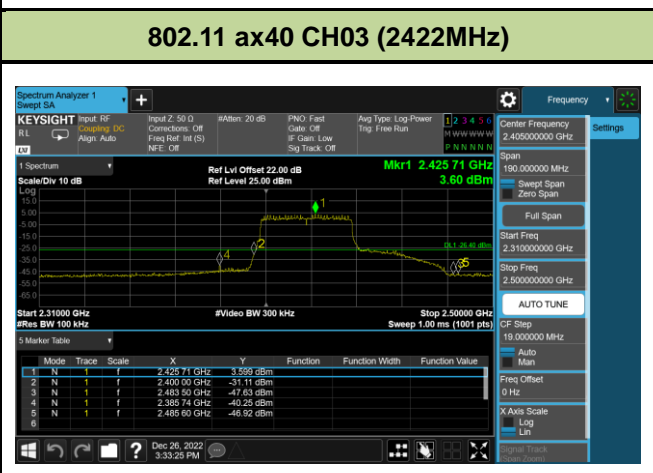 802.11 ax40 CH03 (2422MHz)
Spectrum Analyzer 1
Swept SA
Frequency
KEYSIGHT
RL
LXI
Input: RF
Coupling: DC
Align: Auto
Input Z: 50 Ω
Corrections: Off
Freq Ref: Int (S)
NFE: Off
#Atten: 20 dB
PNO: Fast
Gate: Off
IF Gain: Low
Sig Track: Off
Avg Type: Log-Power
Trig: Free Run
1 2 3 4 5 6
M W W W W W
P N N N N N
1 Spectrum
Scale/Div 10 dB
Ref Lvl Offset 22.00 dB
Ref Level 25.00 dBm
Mkr1 2.425 71 GHz
3.60 dBm
Log
15.0
5.00
-5.00
-15.0
-25.0
-35.0
-45.0
-55.0
-65.0
1
2
4
5
DL1 -26.40 dBm
Start 2.31000 GHz
#Res BW 100 kHz
#Video BW 300 kHz
Stop 2.50000 GHz
Sweep 1.00 ms (1001 pts)
5 Marker Table
Mode Trace Scale X Y Function Function Width Function Value
1 N 1 f 2.425 71 GHz 3.599 dBm
2 N 1 f 2.400 00 GHz -31.11 dBm
3 N 1 f 2.483 50 GHz -47.63 dBm
4 N 1 f 2.385 74 GHz -40.25 dBm
5 N 1 f 2.485 60 GHz -46.92 dBm
6
Center Frequency
2.405000000 GHz
Settings
Span
190.000000 MHz
Swept Span
Zero Span
Full Span
Start Freq
2.310000000 GHz
Stop Freq
2.500000000 GHz
AUTO TUNE
CF Step
19.000000 MHz
Auto
Man
Freq Offset
0 Hz
X Axis Scale
Log
Lin
Signal Track
(Span Zoom)
Dec 26, 2022
3:33:25 PM